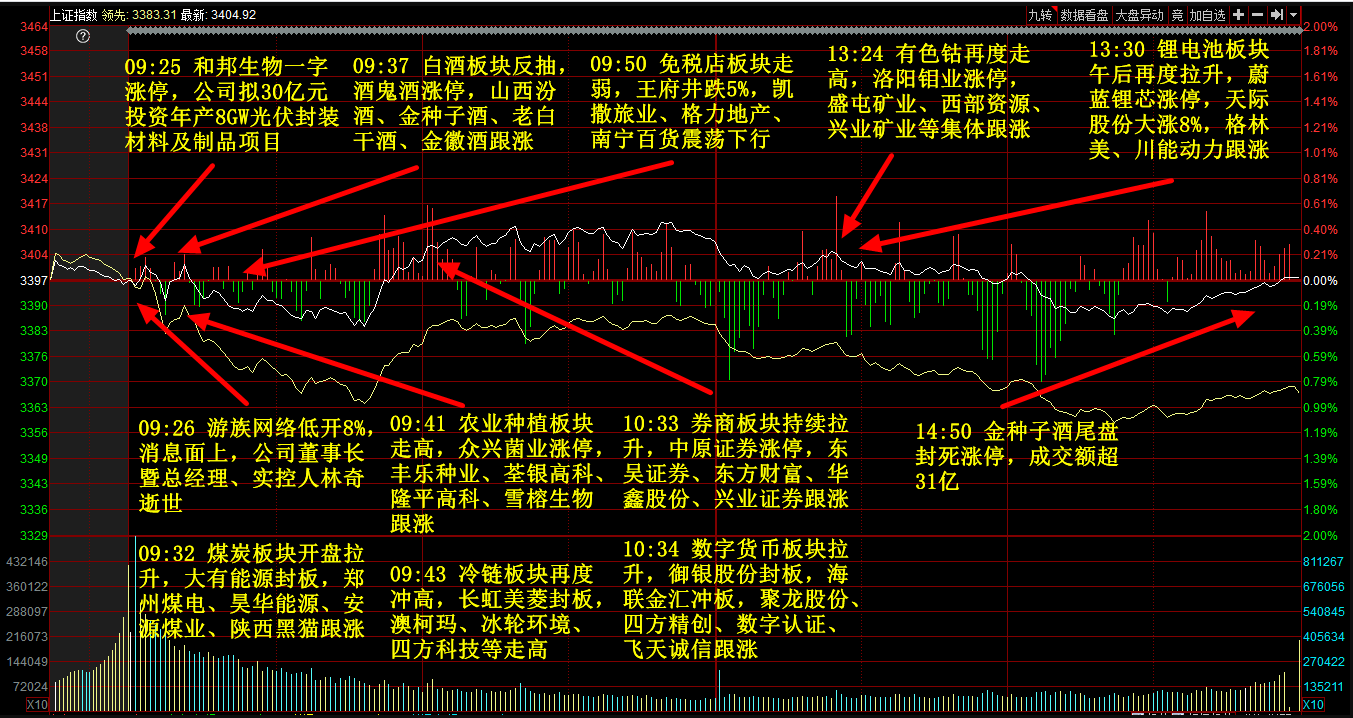 上证指数 领先: 3383.31 最新: 3404.92
九转 数据看盘 大盘异动 竞 加自选
3464
3458
3451
3444
3438
3431
3424
3417
3410
3404
3397
3390
3383
3376
3370
3363
3356
3349
3343
3336
3329
432146
360122
288097
216073
144049
72024
X10
2.00%
1.81%
1.61%
1.41%
1.21%
1.01%
0.81%
0.61%
0.40%
0.21%
0.00%
0.19%
0.39%
0.59%
0.79%
0.99%
1.19%
1.39%
1.59%
1.80%
2.00%
811267
676056
540845
405634
270422
135211
X10
09:25 和邦生物一字
涨停，公司拟30亿元
投资年产8GW光伏封装
材料及制品项目
09:37 白酒板块反抽，
酒鬼酒涨停，山西汾
酒、金种子酒、老白
干酒、金徽酒跟涨
09:50 免税店板块走
弱，王府井跌5%，凯
撒旅业、格力地产、
南宁百货震荡下行
13:24 有色钴再度走
高，洛阳钼业涨停，
盛屯矿业、西部资源、
兴业矿业等集体跟涨
13:30 锂电池板块
午后再度拉升，蔚
蓝锂芯涨停，天际
股份大涨8%，格林
美、川能动力跟涨
09:26 游族网络低开8%，
消息面上，公司董事长
暨总经理、实控人林奇
逝世
09:32 煤炭板块开盘拉
升，大有能源封板，郑
州煤电、昊华能源、安
源煤业、陕西黑猫跟涨
09:41 农业种植板块
走高，众兴菌业涨停，
丰乐种业、荃银高科、
隆平高科、雪榕生物
跟涨
09:43 冷链板块再度
冲高，长虹美菱封板，
澳柯玛、冰轮环境、
四方科技等走高
10:33 券商板块持续拉
升，中原证券涨停，东
吴证券、东方财富、华
鑫股份、兴业证券跟涨
10:34 数字货币板块拉
升，御银股份封板，海
联金汇冲板，聚龙股份、
四方精创、数字认证、
飞天诚信跟涨
14:50 金种子酒尾盘
封死涨停，成交额超
31亿